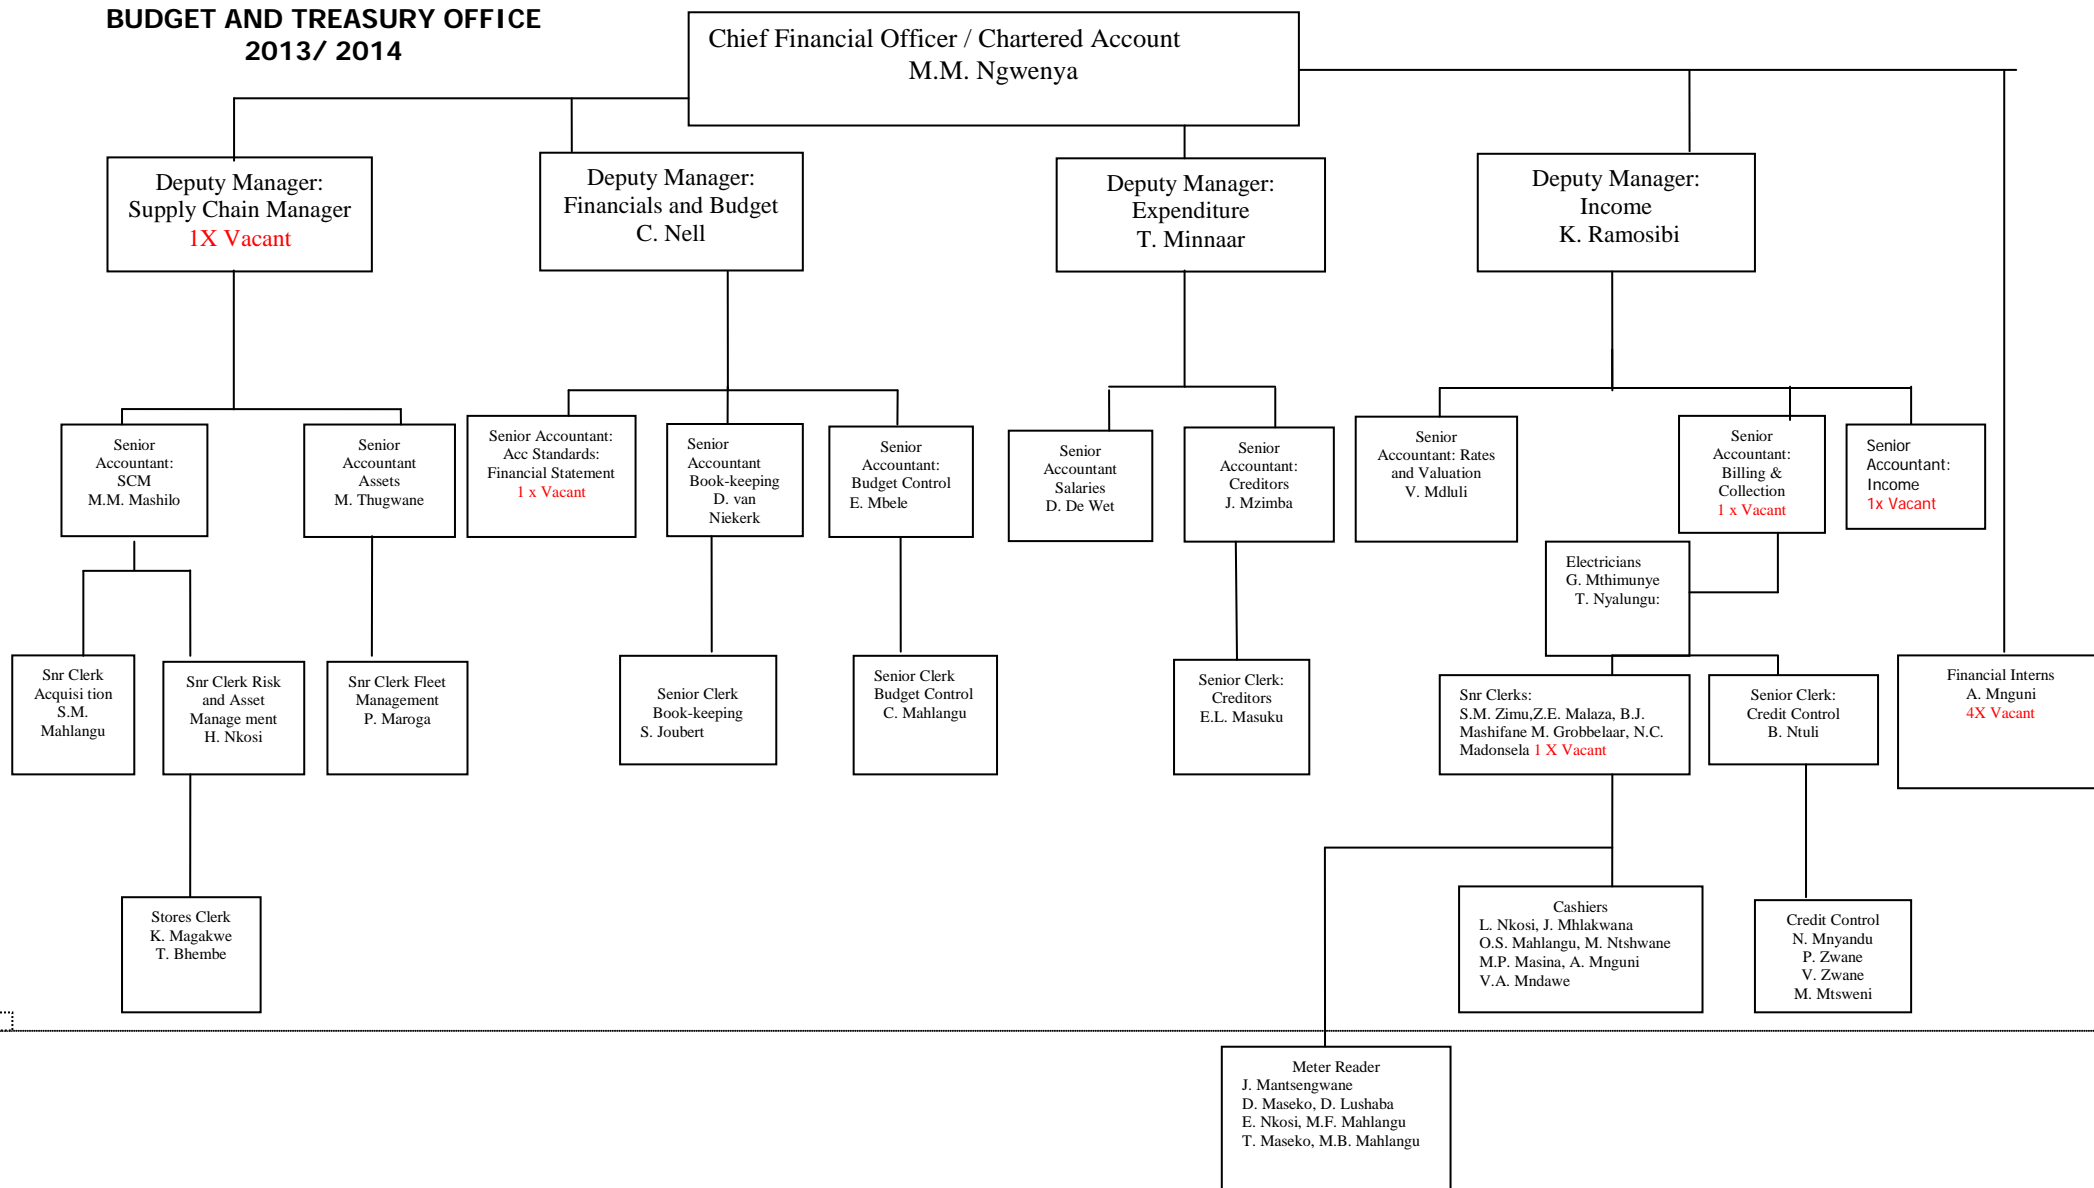 BUDGET AND TREASURY OFFICE
2013/ 2014
Chief Financial Officer / Chartered Account
M.M. Ngwenya
Deputy Manager:
Supply Chain Manager
1X Vacant
Deputy Manager:
Financials and Budget
C. Nell
Deputy Manager:
Expenditure
T. Minnaar
Deputy Manager:
Income
K. Ramosibi
Senior
Accountant:
SCM
M.M. Mashilo
Senior
Accountant
Assets
M. Thugwane
Senior Accountant:
Acc Standards:
Financial Statement
1 x Vacant
Senior
Accountant
Book-keeping
D. van
Niekerk
Senior
Accountant:
Budget Control
E. Mbele
Senior
Accountant
Salaries
D. De Wet
Senior
Accountant:
Creditors
J. Mzimba
Senior
Accountant: Rates
and Valuation
V. Mdluli
Senior
Accountant:
Billing &
Collection
1 x Vacant
Senior
Accountant:
Income
1x Vacant
Electricians
G. Mthimunye
T. Nyalungu:
Snr Clerk
Acquisi tion
S.M.
Mahlangu
Snr Clerk Risk
and Asset
Manage ment
H. Nkosi
Snr Clerk Fleet
Management
P. Maroga
Senior Clerk
Book-keeping
S. Joubert
Senior Clerk
Budget Control
C. Mahlangu
Senior Clerk:
Creditors
E.L. Masuku
Snr Clerks:
S.M. Zimu,Z.E. Malaza, B.J.
Mashifane M. Grobbelaar, N.C.
Madonsela 1 X Vacant
Senior Clerk:
Credit Control
B. Ntuli
Financial Interns
A. Mnguni
4X Vacant
Stores Clerk
K. Magakwe
T. Bhembe
Cashiers
L. Nkosi, J. Mhlakwana
O.S. Mahlangu, M. Ntshwane
M.P. Masina, A. Mnguni
V.A. Mndawe
Credit Control
N. Mnyandu
P. Zwane
V. Zwane
M. Mtsweni
Meter Reader
J. Mantsengwane
D. Maseko, D. Lushaba
E. Nkosi, M.F. Mahlangu
T. Maseko, M.B. Mahlangu